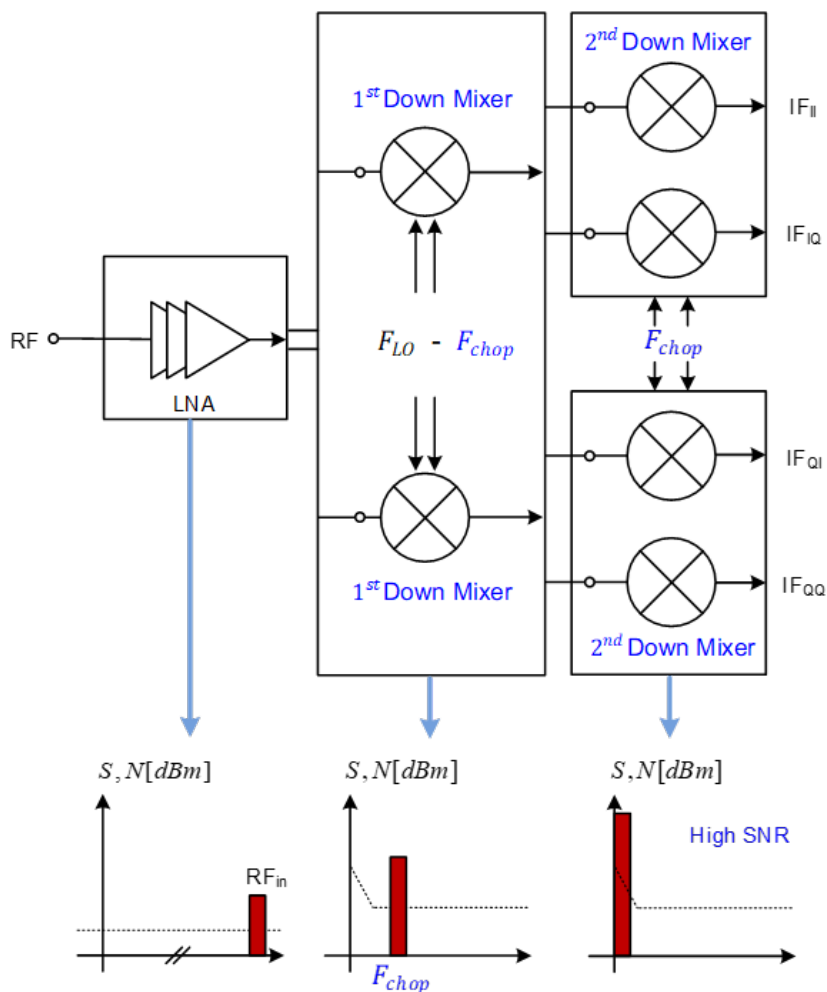 2nd Down Mixer
1st Down Mixer
IFII
IFIQ
RF
LNA
FLO - Fchop
Fchop
IFQI
IFQQ
1st Down Mixer
2nd Down Mixer
S, N[dBm]
S, N[dBm]
S, N[dBm]
High SNR
RFin
Fchop